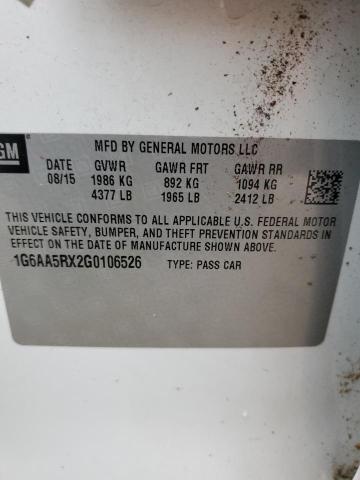 GM
MFD BY GENERAL MOTORS LLC
DATE GVWR GAWR FRT GAWR RR
08/15 1986 KG 892 KG 1094 KG
4377 LB 1965 LB 2412 LB
THIS VEHICLE CONFORMS TO ALL APPLICABLE U.S. FEDERAL MOTOR
VEHICLE SAFETY, BUMPER, AND THEFT PREVENTION STANDARDS IN
EFFECT ON THE DATE OF MANUFACTURE SHOWN ABOVE.
1G6AA5RX2G0106526 TYPE: PASS CAR